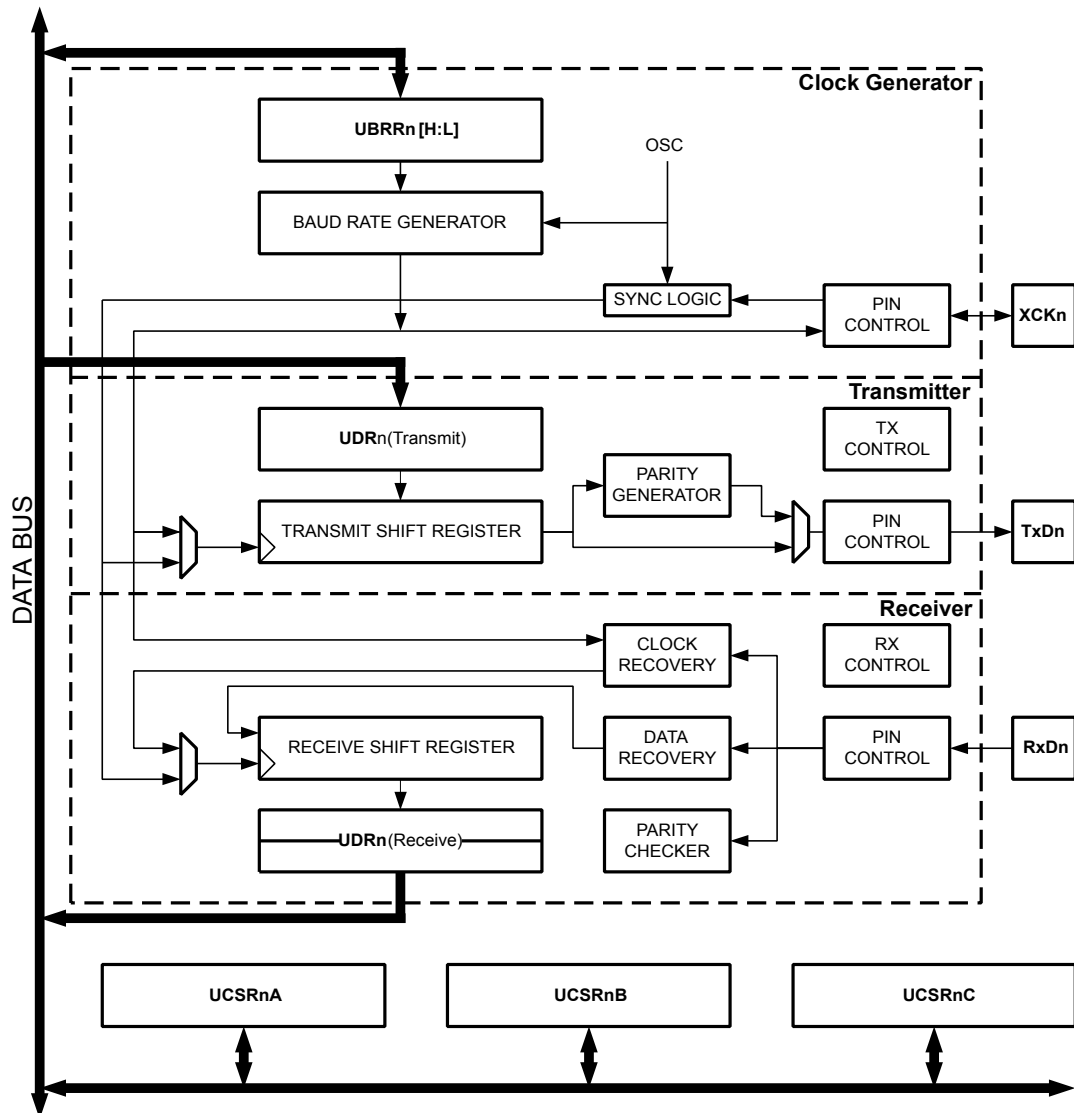 Clock Generator
UBRRn [H:L]
OSC
BAUD RATE GENERATOR
SYNC LOGIC
PIN
CONTROL
XCKn
Transmitter
UDRn(Transmit)
TX
CONTROL
PARITY
GENERATOR
TRANSMIT SHIFT REGISTER
PIN
CONTROL
TxDn
DATA BUS
Receiver
CLOCK
RECOVERY
RX
CONTROL
RECEIVE SHIFT REGISTER
DATA
RECOVERY
PIN
CONTROL
RxDn
UDRn(Receive)
PARITY
CHECKER
UCSRnA
UCSRnB
UCSRnC